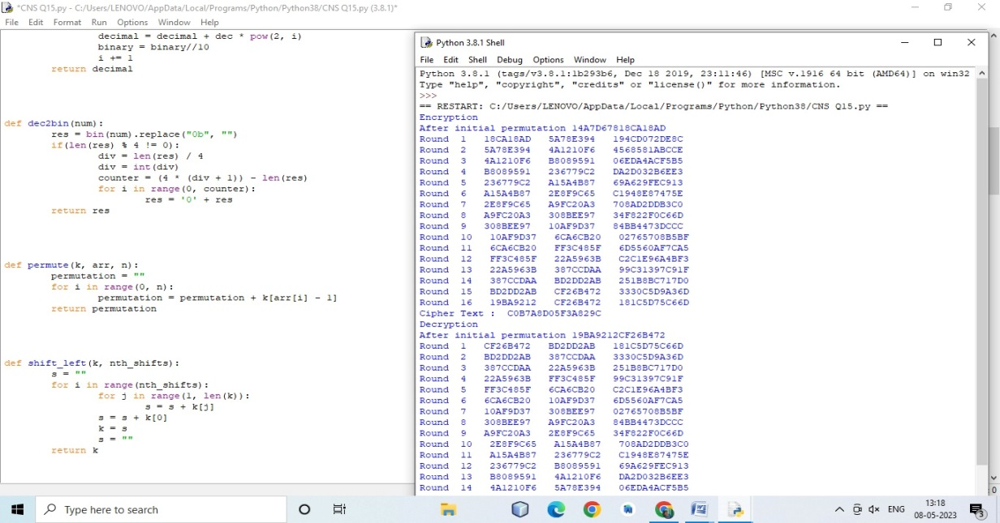 *CNS Q15.py - C:/Users/LENOVO/AppData/Local/Programs/Python/Python38/CNS Q15.py (3.8.1)*
File Edit Format Run Options Window Help
decimal = decimal + dec * pow(2, i)
binary = binary//10
i += 1
return decimal
def dec2bin(num):
res = bin(num).replace("0b", "")
if(len(res) % 4 != 0):
div = len(res) / 4
div = int(div)
counter = (4 * (div + 1)) - len(res)
for i in range(0, counter):
res = '0' + res
return res
def permute(k, arr, n):
permutation = ""
for i in range(0, n):
permutation = permutation + k[arr[i] - 1]
return permutation
def shift_left(k, nth_shifts):
s = ""
for i in range(nth_shifts):
for j in range(1, len(k)):
s = s + k[j]
s = s + k[0]
k = s
s = ""
return k
Python 3.8.1 Shell
File Edit Shell Debug Options Window Help
Python 3.8.1 (tags/v3.8.1:1b293b6, Dec 18 2019, 23:11:46) [MSC v.1916 64 bit (AMD64)] on win32
Type "help", "copyright", "credits" or "license()" for more information.
>>>
== RESTART: C:/Users/LENOVO/AppData/Local/Programs/Python/Python38/CNS Q15.py ==
Encryption
After initial permutation 14A7D67818CA18AD
Round 1 18CA18AD 5A78E394 194CD072DE8C
Round 2 5A78E394 4A1210F6 4568581ABCCE
Round 3 4A1210F6 B8089591 06EDA4ACF5B5
Round 4 B8089591 236779C2 DA2D032B6EE3
Round 5 236779C2 A15A4B87 69A629FEC913
Round 6 A15A4B87 2E8F9C65 C1948E87475E
Round 7 2E8F9C65 A9FC20A3 708AD2DDB3C0
Round 8 A9FC20A3 308BEE97 34F822F0C66D
Round 9 308BEE97 10AF9D37 84BB4473DCCC
Round 10 10AF9D37 6CA6CB20 02765708B5BF
Round 11 6CA6CB20 FF3C485F 6D5560AF7CA5
Round 12 FF3C485F 22A5963B C2C1E96A4BF3
Round 13 22A5963B 387CCDAA 99C31397C91F
Round 14 387CCDAA BD2DD2AB 251B8BC717D0
Round 15 BD2DD2AB CF26B472 3330C5D9A36D
Round 16 19BA9212 CF26B472 181C5D75C66D
Cipher Text : C0B7A8D05F3A829C
Decryption
After initial permutation 19BA9212CF26B472
Round 1 CF26B472 BD2DD2AB 181C5D75C66D
Round 2 BD2DD2AB 387CCDAA 3330C5D9A36D
Round 3 387CCDAA 22A5963B 251B8BC717D0
Round 4 22A5963B FF3C485F 99C31397C91F
Round 5 FF3C485F 6CA6CB20 C2C1E96A4BF3
Round 6 6CA6CB20 10AF9D37 6D5560AF7CA5
Round 7 10AF9D37 308BEE97 02765708B5BF
Round 8 308BEE97 A9FC20A3 84BB4473DCCC
Round 9 A9FC20A3 2E8F9C65 34F822F0C66D
Round 10 2E8F9C65 A15A4B87 708AD2DDB3C0
Round 11 A15A4B87 236779C2 C1948E87475E
Round 12 236779C2 B8089591 69A629FEC913
Round 13 B8089591 4A1210F6 DA2D032B6EE3
Round 14 4A1210F6 5A78E394 06EDA4ACF5B5
Type here to search
ENG
13:18
08-05-2023
3